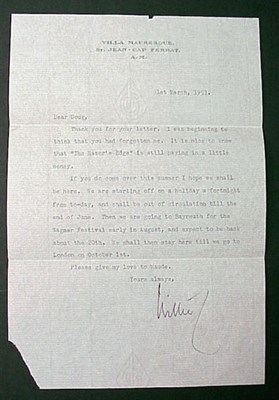 VILLA MAURESQUE,
ST. JEAN-CAP FERRAT.
A.M.
21st March, 1951.
Dear Doug,
Thank you for your letter. I was beginning to
think that you had forgotten me. It is nice to know
that "The Razor's Edge" is still paying in a little
money.
If you do come over this summer I hope we shall
be here. We are starting off on a holiday a fortnight
from to-day, and shall be out of circulation till the
end of June. Then we are going to Bayreuth for the
Wagner Festival early in August, and expect to be back
about the 20th. We shall then stay here till we go to
London on October 1st.
Please give my love to
Yours always,
Willie